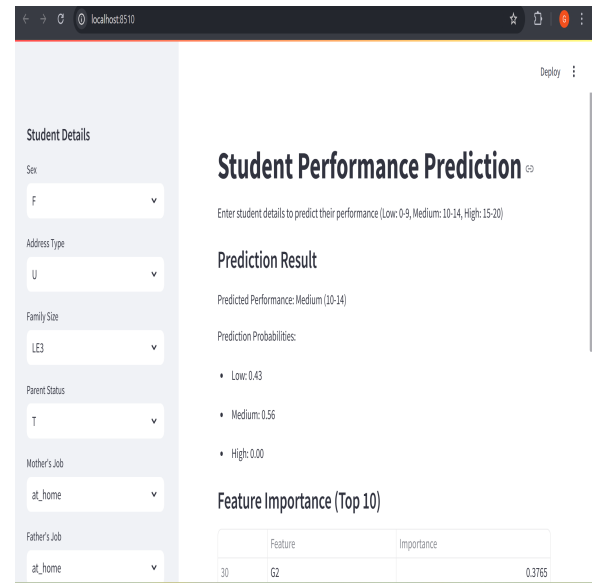 localhost:8510
G
Deploy
Student Details
Sex
F
Address Type
U
Family Size
LE3
Parent Status
T
Mother's Job
at_home
Father's Job
at_home
Student Performance Prediction
Enter student details to predict their performance (Low: 0-9, Medium: 10-14, High: 15-20)
Prediction Result
Predicted Performance: Medium (10-14)
Prediction Probabilities:
• Low: 0.43
• Medium: 0.56
• High: 0.00
Feature Importance (Top 10)
Feature Importance
30 G2 0.3765